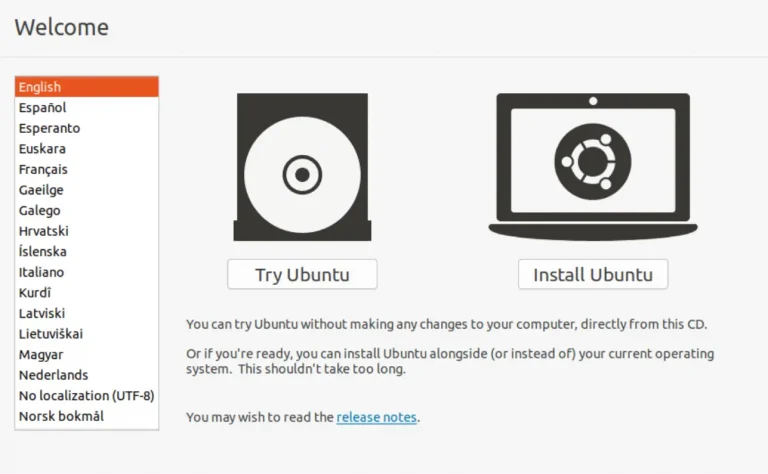 Welcome
English
Español
Esperanto
Euskara
Français
Gaeilge
Galego
Hrvatski
Íslenska
Italiano
Kurdî
Latviski
Lietuviškai
Magyar
Nederlands
No localization (UTF-8)
Norsk bokmål
Try Ubuntu
Install Ubuntu
You can try Ubuntu without making any changes to your computer, directly from this CD.
Or if you're ready, you can install Ubuntu alongside (or instead of) your current operating
system. This shouldn't take too long.
You may wish to read the release notes.